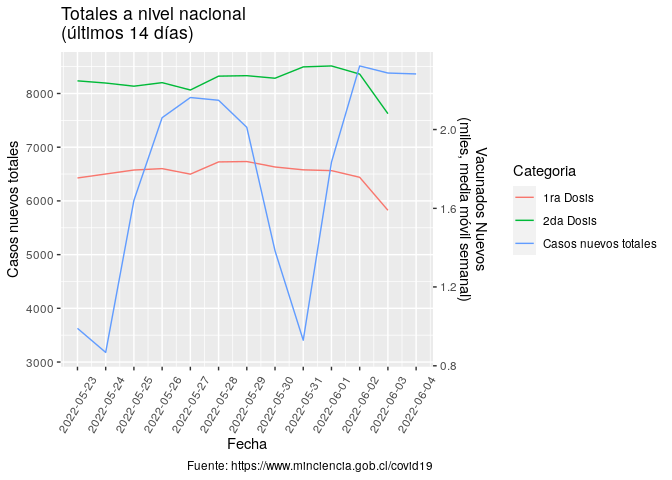 Totales a nivel nacional
(últimos 14 días)
Casos nuevos totales
8000
7000
6000
5000
4000
3000
2.0
1.6
1.2
0.8
Vacunados Nuevos
(miles, media móvil semanal)
2022-05-23
2022-05-24
2022-05-25
2022-05-26
2022-05-27
2022-05-28
2022-05-29
2022-05-30
2022-05-31
2022-06-01
2022-06-02
2022-06-03
2022-06-04
Fecha
Categoria
1ra Dosis
2da Dosis
Casos nuevos totales
Fuente: https://www.minciencia.gob.cl/covid19